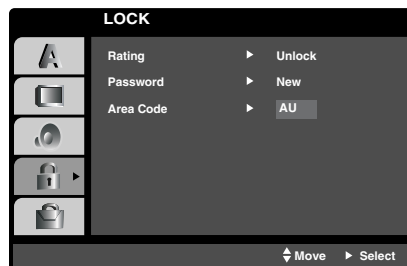 LOCK
A
Rating ► Unlock
Password ► New
Area Code ► AU
Move ► Select